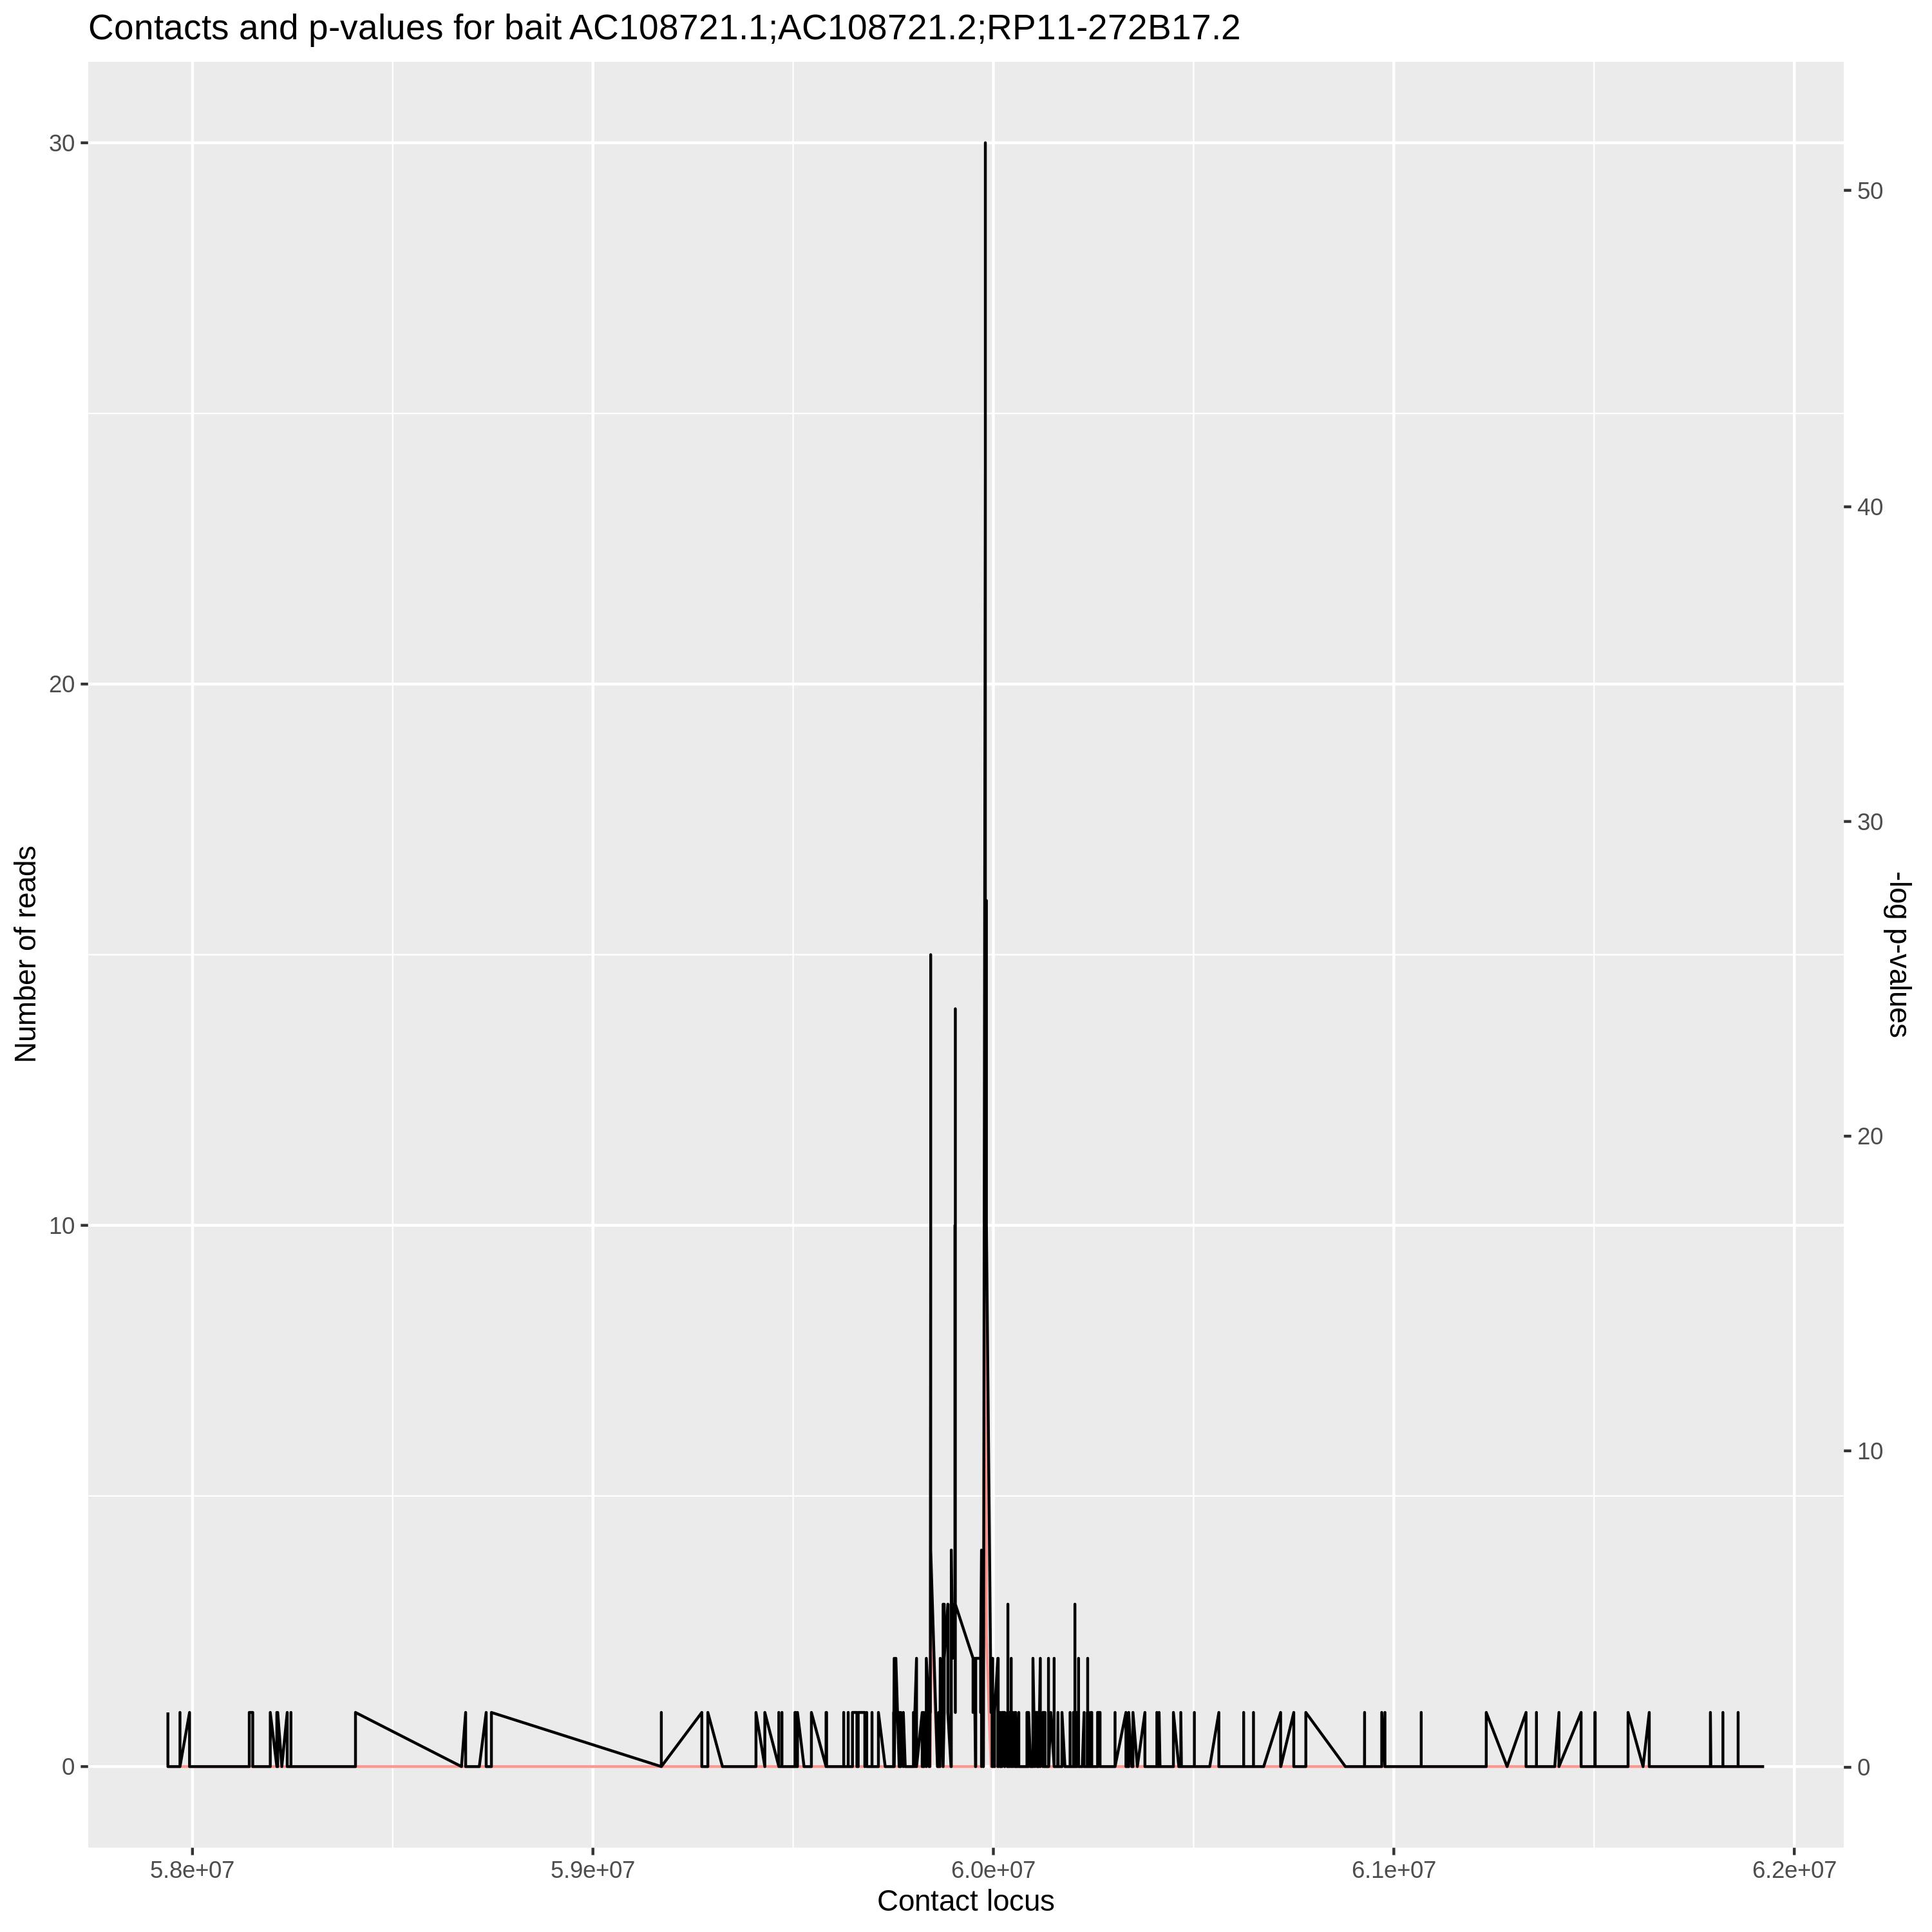 Contacts and p-values for bait AC108721.1;AC108721.2;RP11-272B17.2
30
20
10
0
Number of reads
50
40
30
20
10
0
-log p-values
5.8e+07
5.9e+07
6.0e+07
6.1e+07
6.2e+07
Contact locus